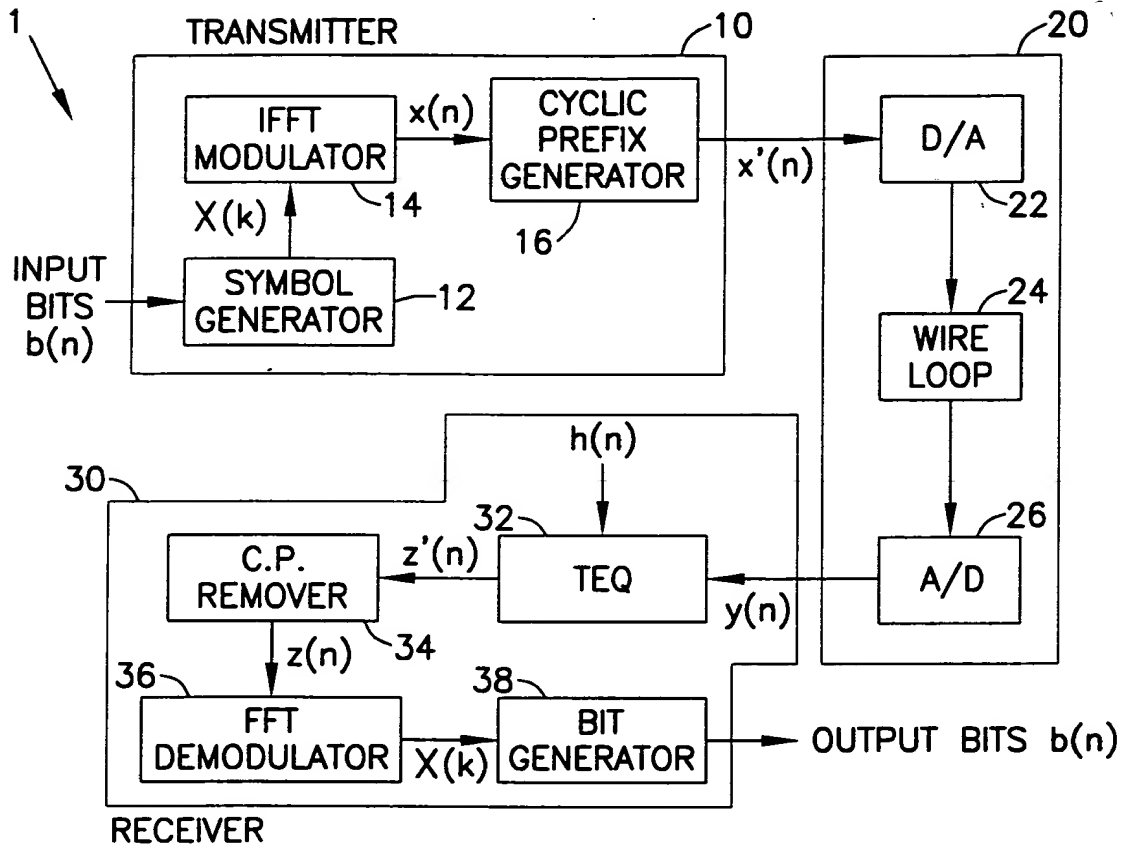 1
TRANSMITTER
10
20
IFFT
MODULATOR
14
x(n)
CYCLIC
PREFIX
GENERATOR
16
x'(n)
D/A
22
X(k)
INPUT
BITS
b(n)
SYMBOL
GENERATOR
12
24
WIRE
LOOP
h(n)
30
32
26
C.P.
REMOVER
34
z'(n)
TEQ
y(n)
A/D
z(n)
36
38
FFT
DEMODULATOR
X(k)
BIT
GENERATOR
OUTPUT BITS b(n)
RECEIVER